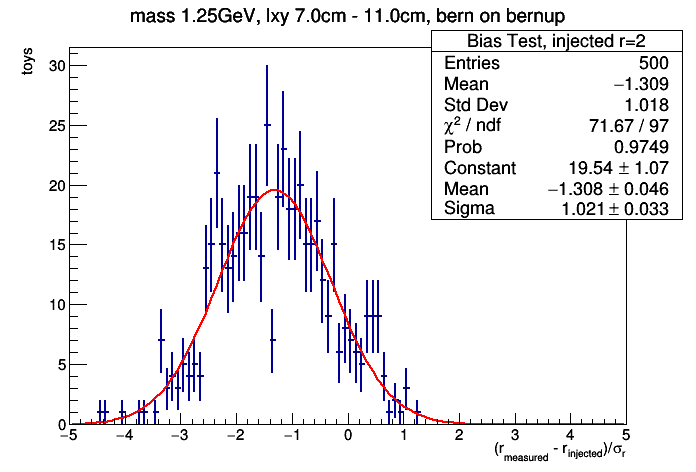 mass 1.25GeV, lxy 7.0cm - 11.0cm, bern on bernup
Bias Test, injected r=2
Entries 500
Mean −1.309
Std Dev 1.018
χ² / ndf 71.67 / 97
Prob 0.9749
Constant 19.54 ± 1.07
Mean −1.308 ± 0.046
Sigma 1.021 ± 0.033
toys
30
25
20
15
10
5
0
−5 −4 −3 −2 −1 0 1 2 3 4 5
(r_measured - r_injected)/σ_r